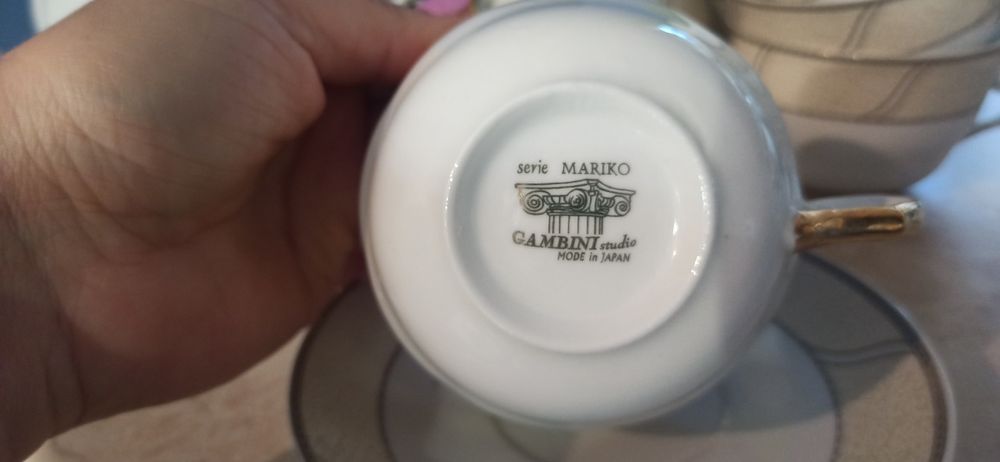 serie MARIKO
GAMBINI studio
MODE in JAPAN